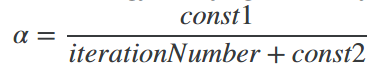 α = const1 / iterationNumber + const2